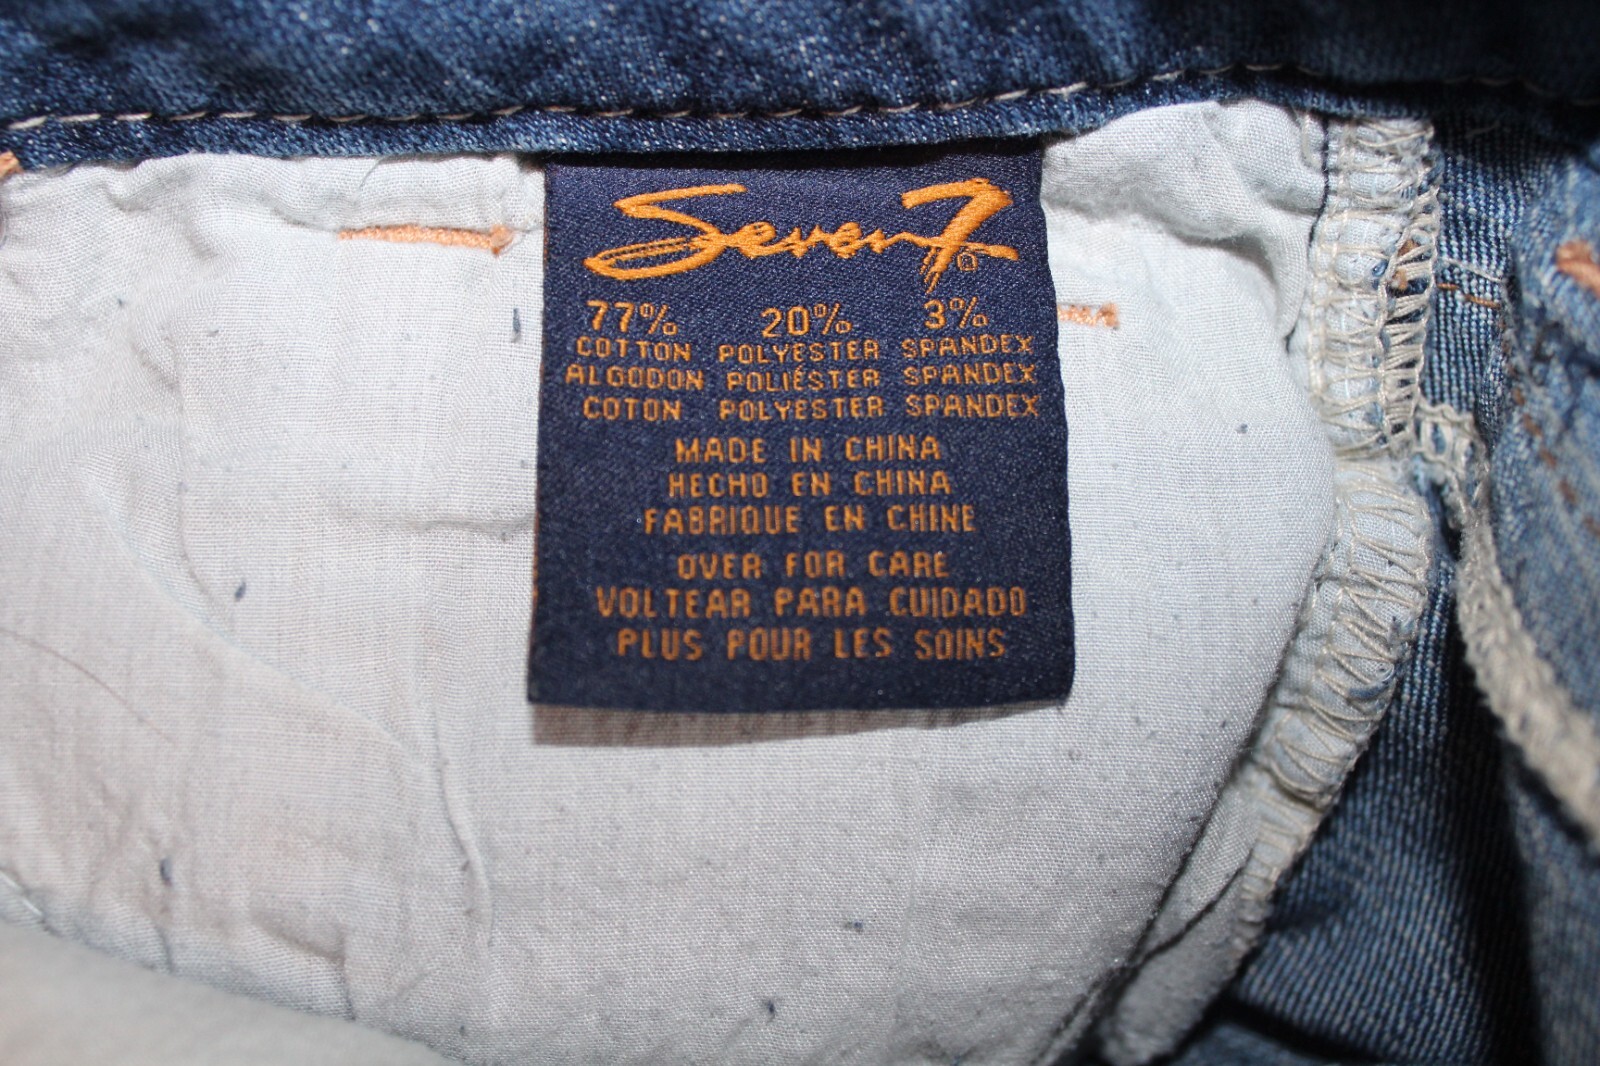 Seven7®
77% 20% 3%
COTTON POLYESTER SPANDEX
ALGODON POLIÉSTER SPANDEX
COTON POLYESTER SPANDEX
MADE IN CHINA
HECHO EN CHINA
FABRIQUE EN CHINE
OVER FOR CARE
VOLTEAR PARA CUIDADO
PLUS POUR LES SOINS